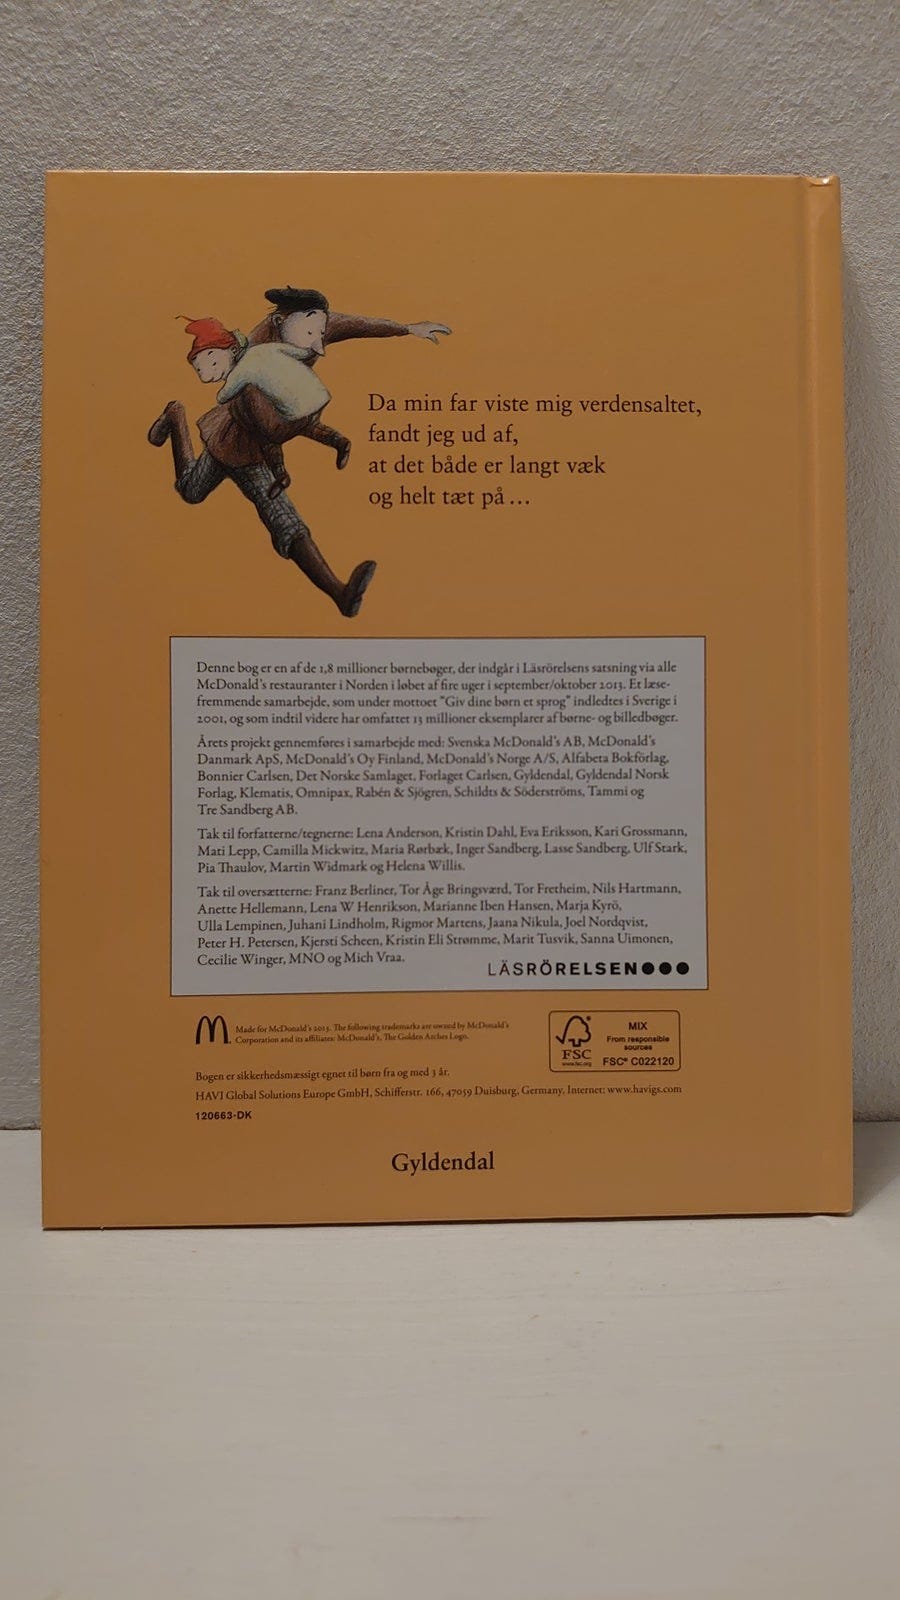 Da min far viste mig verdensaltet,
fandt jeg ud af,
at det både er langt væk
og helt tæt på...
Denne bog er en af de 1,8 millioner børnebøger, der indgår i Läsrörelsens satsning via alle
McDonald's restauranter i Norden i løbet af fire uger i september/oktober 2013. Et læse-
fremmende samarbejde, som under mottoet "Giv dine børn et sprog" indledtes i Sverige i
2001, og som indtil videre har omfattet 13 millioner eksemplarer af børne- og billedbøger.
Årets projekt gennemføres i samarbejde med: Svenska McDonald's AB, McDonald's
Danmark ApS, McDonald's Oy Finland, McDonald's Norge A/S, Alfabeta Bokförlag,
Bonnier Carlsen, Det Norske Samlaget, Forlaget Carlsen, Gyldendal, Gyldendal Norsk
Forlag, Klematis, Omnipax, Rabén & Sjögren, Schildts & Söderströms, Tammi og
Tre Sandberg AB.
Tak til forfatterne/tegnerne: Lena Anderson, Kristin Dahl, Eva Eriksson, Kari Grossmann,
Mati Lepp, Camilla Mickwitz, Maria Rørbæk, Inger Sandberg, Lasse Sandberg, Ulf Stark,
Pia Thaulov, Martin Widmark og Helena Willis.
Tak til oversætterne: Franz Berliner, Tor Åge Bringsværd, Tor Fretheim, Nils Hartmann,
Anette Hellemann, Lena W Henrikson, Marianne Iben Hansen, Marja Kyrö,
Ulla Lempinen, Juhani Lindholm, Rigmor Martens, Jaana Nikula, Joel Nordqvist,
Peter H. Petersen, Kjersti Scheen, Kristin Eli Strømme, Marit Tusvik, Sanna Uimonen,
Cecilie Winger, MNO og Mich Vraa.
LÄSRÖRELSEN●●●
Made for McDonald's 2013. The following trademarks are owned by McDonald's
Corporation and its affiliates: McDonald's, The Golden Arches Logo.
FSC
www.fsc.org
MIX
From responsible
sources
FSC® C022120
Bogen er sikkerhedsmæssigt egnet til børn fra og med 3 år.
HAVI Global Solutions Europe GmbH, Schifferstr. 166, 47059 Duisburg, Germany, Internet: www.havigs.com
120663-DK
Gyldendal